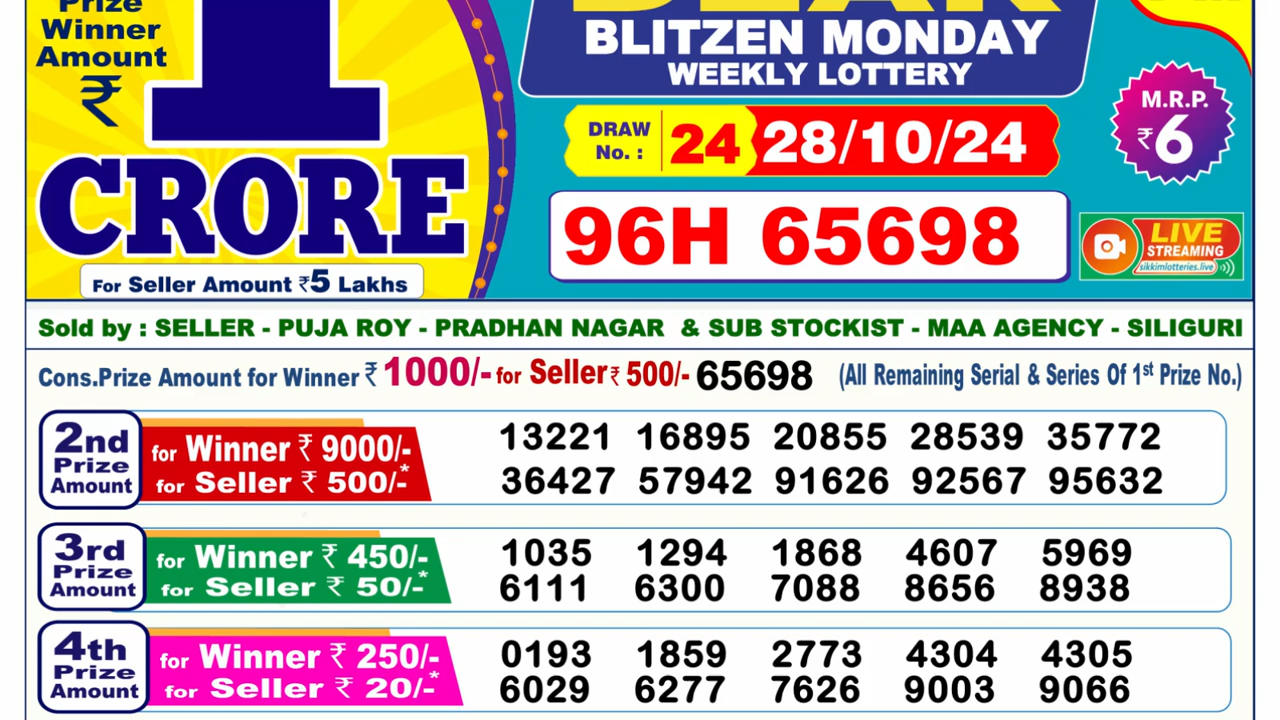 Prize
Winner
Amount
₹
1
CRORE
For Seller Amount ₹5 Lakhs
DEAR
BLITZEN MONDAY
WEEKLY LOTTERY
DRAW No. : 24 28/10/24
M.R.P.
₹6
96H 65698
LIVE
STREAMING
sikkimlotteries.live
Sold by : SELLER - PUJA ROY - PRADHAN NAGAR & SUB STOCKIST - MAA AGENCY - SILIGURI
Cons.Prize Amount for Winner ₹ 1000/- for Seller ₹ 500/- 65698 (All Remaining Serial & Series Of 1st Prize No.)
2nd
Prize
Amount
for Winner ₹ 9000/-
for Seller ₹ 500/-*
13221 16895 20855 28539 35772
36427 57942 91626 92567 95632
3rd
Prize
Amount
for Winner ₹ 450/-
for Seller ₹ 50/-*
1035 1294 1868 4607 5969
6111 6300 7088 8656 8938
4th
Prize
Amount
for Winner ₹ 250/-
for Seller ₹ 20/-*
0193 1859 2773 4304 4305
6029 6277 7626 9003 9066